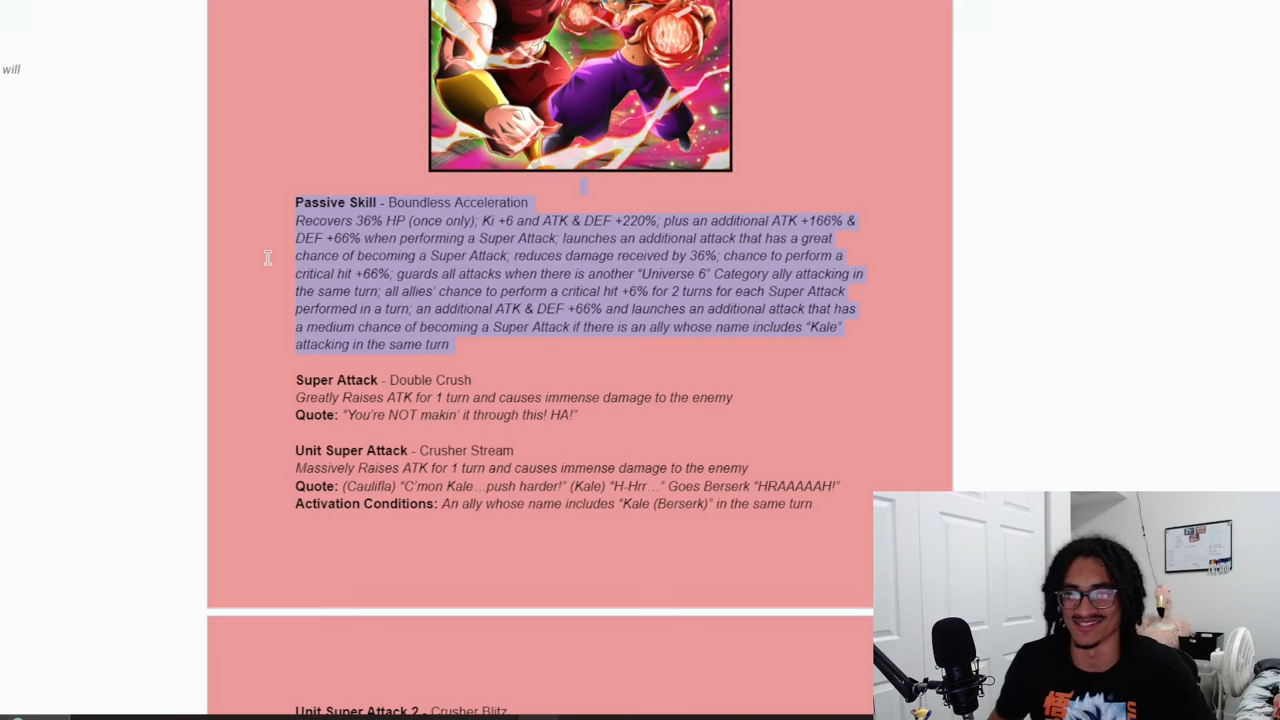 will
Passive Skill - Boundless Acceleration
Recovers 36% HP (once only); Ki +6 and ATK & DEF +220%; plus an additional ATK +166% &
DEF +66% when performing a Super Attack; launches an additional attack that has a great
chance of becoming a Super Attack; reduces damage received by 36%; chance to perform a
critical hit +66%; guards all attacks when there is another “Universe 6” Category ally attacking in
the same turn; all allies’ chance to perform a critical hit +6% for 2 turns for each Super Attack
performed in a turn; an additional ATK & DEF +66% and launches an additional attack that has
a medium chance of becoming a Super Attack if there is an ally whose name includes “Kale”
attacking in the same turn
Super Attack - Double Crush
Greatly Raises ATK for 1 turn and causes immense damage to the enemy
Quote: “You’re NOT makin’ it through this! HA!”
Unit Super Attack - Crusher Stream
Massively Raises ATK for 1 turn and causes immense damage to the enemy
Quote: (Caulifla) “C’mon Kale…push harder!” (Kale) “H-Hrr…” Goes Berserk “HRAAAAAH!”
Activation Conditions: An ally whose name includes “Kale (Berserk)” in the same turn
Unit Super Attack 2 - Crusher Blitz